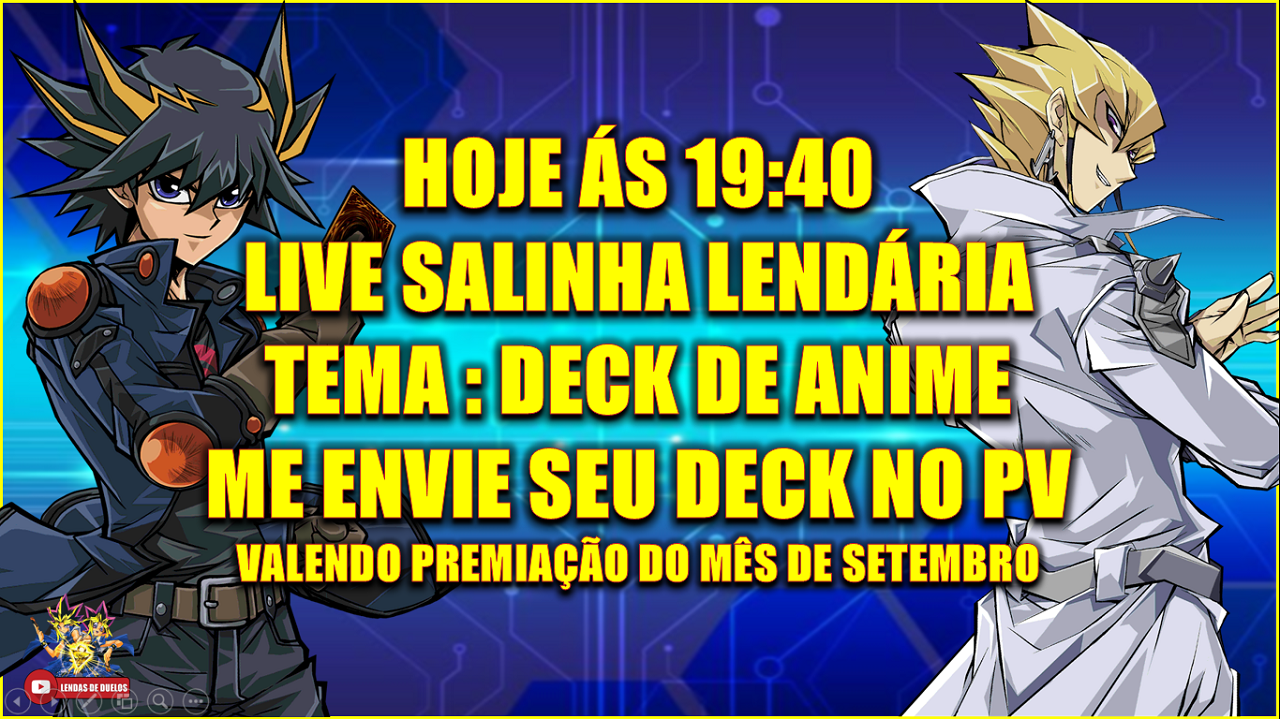 HOJE ÁS 19:40
LIVE SALINHA LENDÁRIA
TEMA : DECK DE ANIME
ME ENVIE SEU DECK NO PV
VALENDO PREMIAÇÃO DO MÊS DE SETEMBRO
LENDAS DE DUELOS